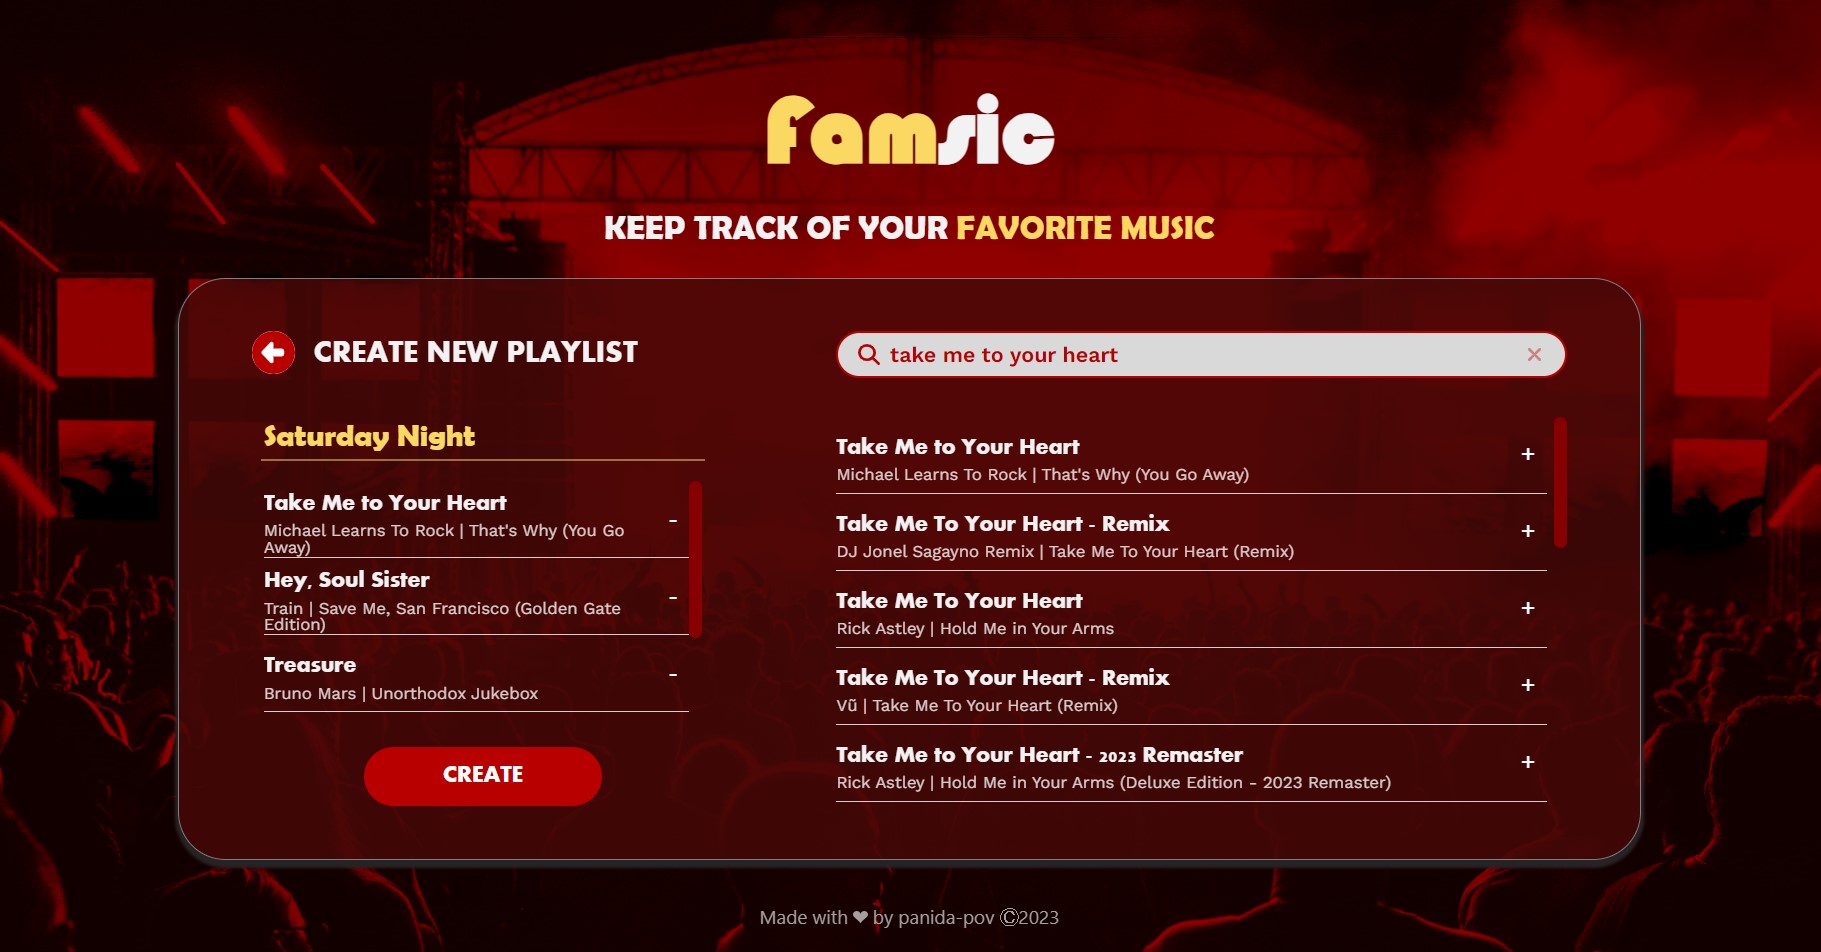 Famsic
KEEP TRACK OF YOUR FAVORITE MUSIC
CREATE NEW PLAYLIST
Saturday Night
Take Me to Your Heart
Michael Learns To Rock | That's Why (You Go
Away)
-
Hey, Soul Sister
Train | Save Me, San Francisco (Golden Gate
Edition)
-
Treasure
Bruno Mars | Unorthodox Jukebox
-
CREATE
take me to your heart
Take Me to Your Heart
Michael Learns To Rock | That's Why (You Go Away)
+
Take Me To Your Heart - Remix
DJ Jonel Sagayno Remix | Take Me To Your Heart (Remix)
+
Take Me To Your Heart
Rick Astley | Hold Me in Your Arms
+
Take Me To Your Heart - Remix
Vũ | Take Me To Your Heart (Remix)
+
Take Me to Your Heart - 2023 Remaster
Rick Astley | Hold Me in Your Arms (Deluxe Edition - 2023 Remaster)
+
Made with ❤ by panida-pov Ⓒ2023